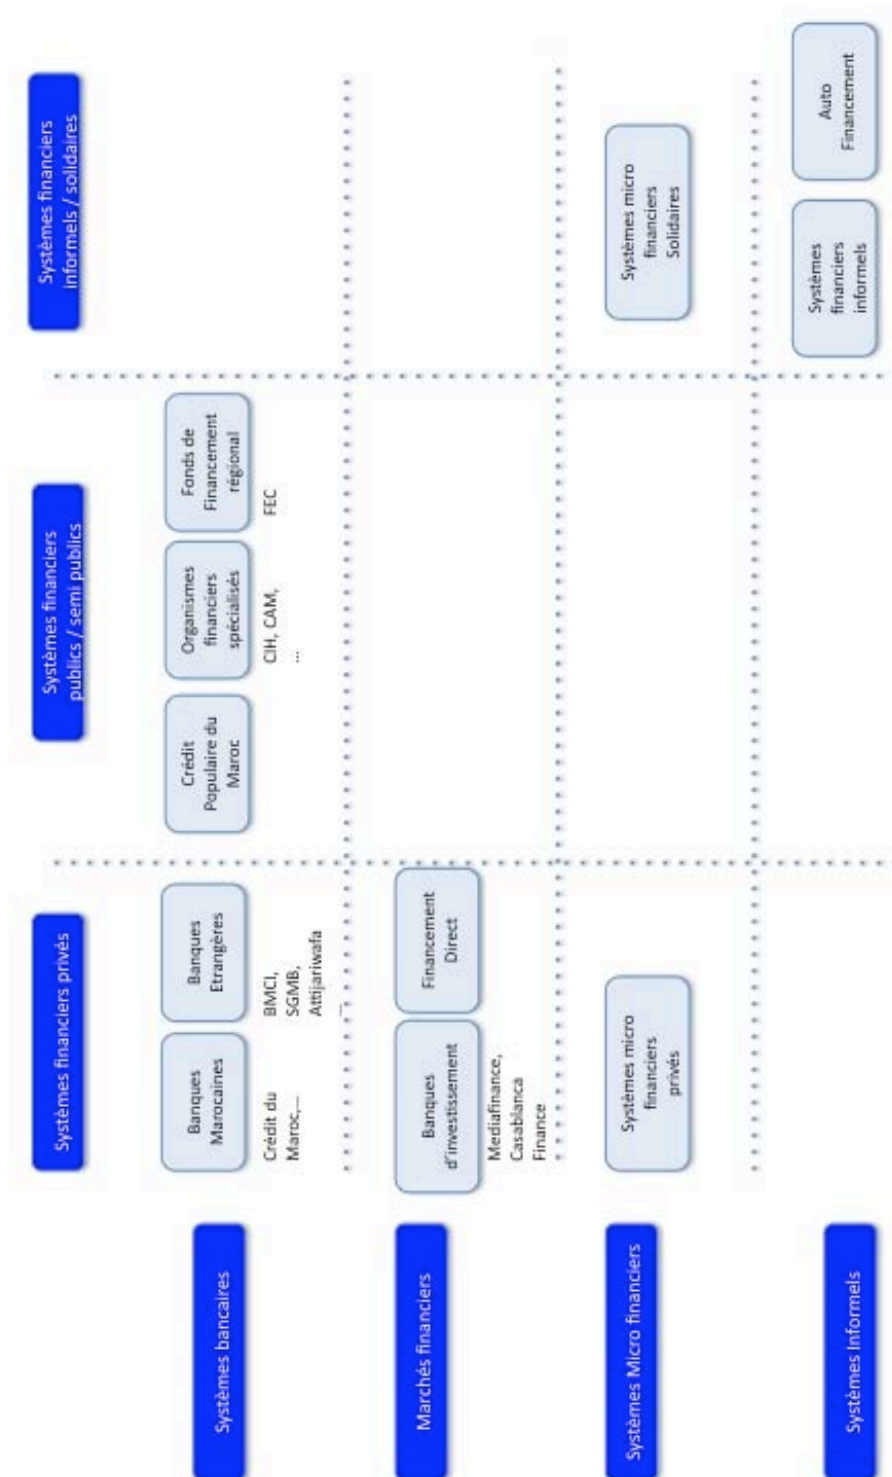 Systèmes financiers privés
Systèmes financiers
publics / semi publics
Systèmes financiers
informels / solidaires
Systèmes bancaires
Banques
Marocaines
Crédit du
Maroc,...
Banques
Etrangères
BMCI,
SGMB,
Attijariwafa
...
Crédit
Populaire du
Maroc
Organismes
financiers
spécialisés
CIH, CAM,
...
Fonds de
Financement
régional
FEC
Marchés financiers
Banques
d'investissement
Mediafinance,
Casablanca
Finance
Financement
Direct
Systèmes Micro financiers
Systèmes micro
financiers
privés
Systèmes micro
financiers
Solidaires
Systèmes Informels
Systèmes
financiers
informels
Auto
Financement